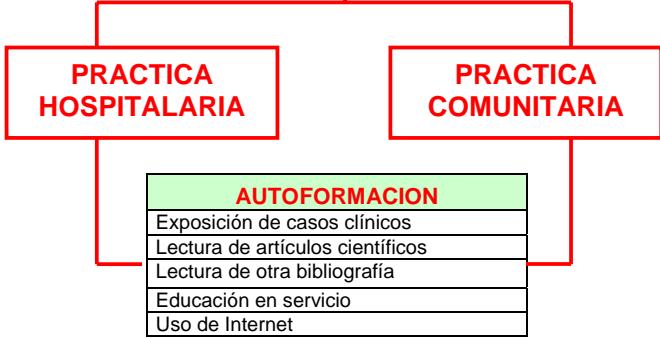 PRACTICA
HOSPITALARIA
PRACTICA
COMUNITARIA
AUTOFORMACION
Exposición de casos clínicos
Lectura de artículos científicos
Lectura de otra bibliografía
Educación en servicio
Uso de Internet